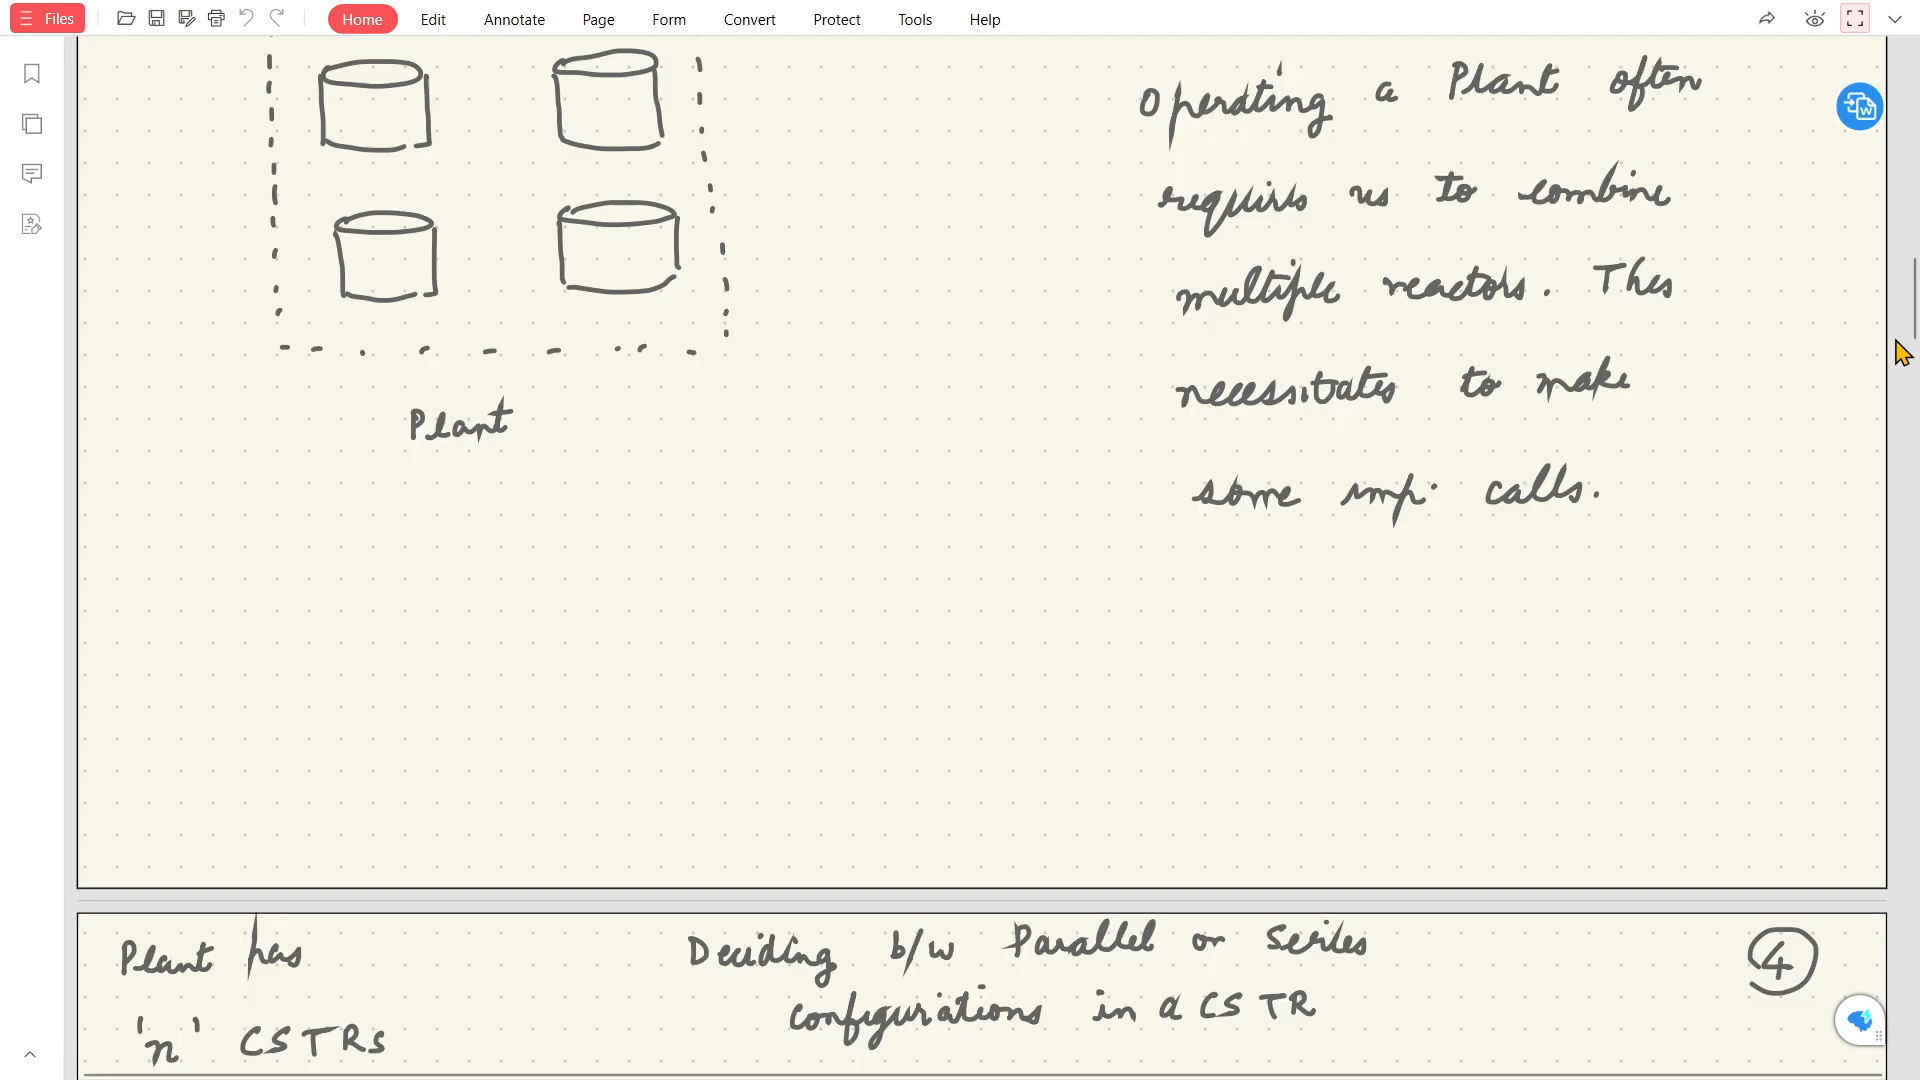 Files Home Edit Annotate Page Form Convert Protect Tools Help
Operating a Plant often
requires us to combine
multiple reactors. This
necessitates to make
some imp. calls.
Plant
Plant has
'n' CSTRs
Deciding b/w Parallel or Series
configurations in a CSTR
4